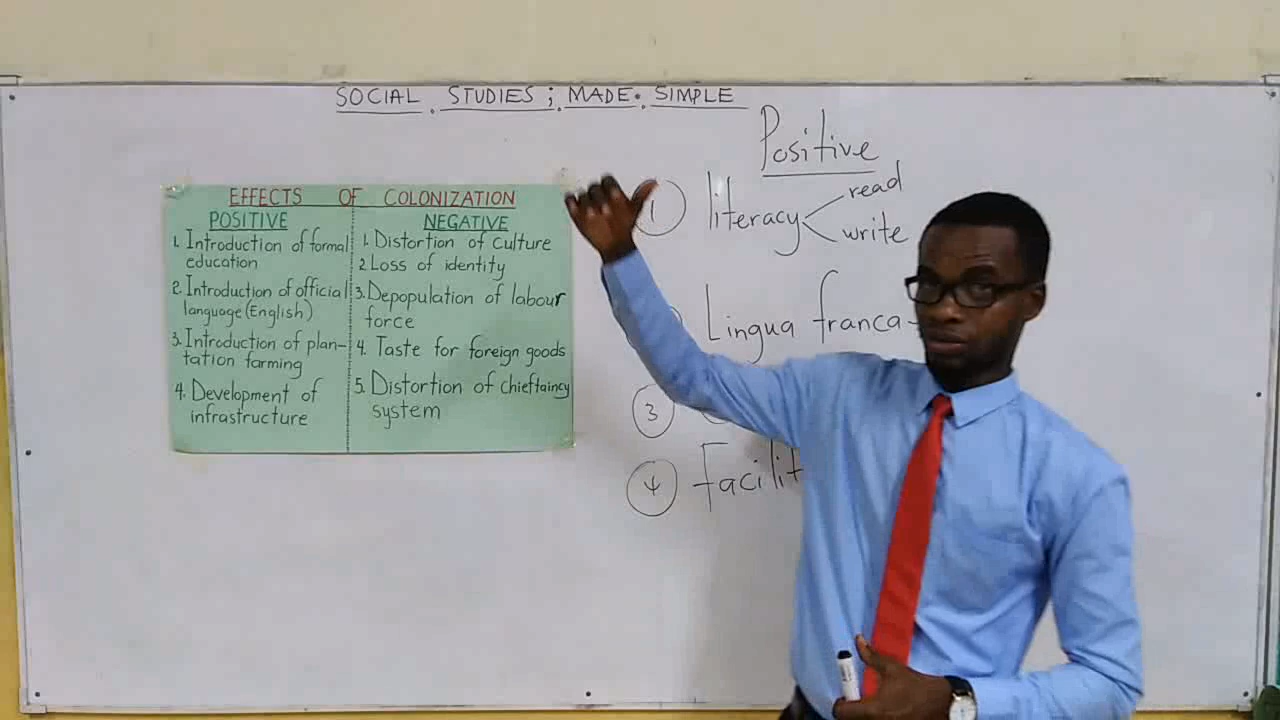 SOCIAL STUDIES; MADE SIMPLE
EFFECTS OF COLONIZATION
POSITIVE
1. Introduction of formal
education
2. Introduction of official
language (English)
3. Introduction of plan-
tation farming
4. Development of
infrastructure
NEGATIVE
1. Distortion of culture
2. Loss of identity
3. Depopulation of labour
force
4. Taste for foreign goods
5. Distortion of chieftaincy
system
Positive
1 literacy
read
write
Lingua franca
3
4